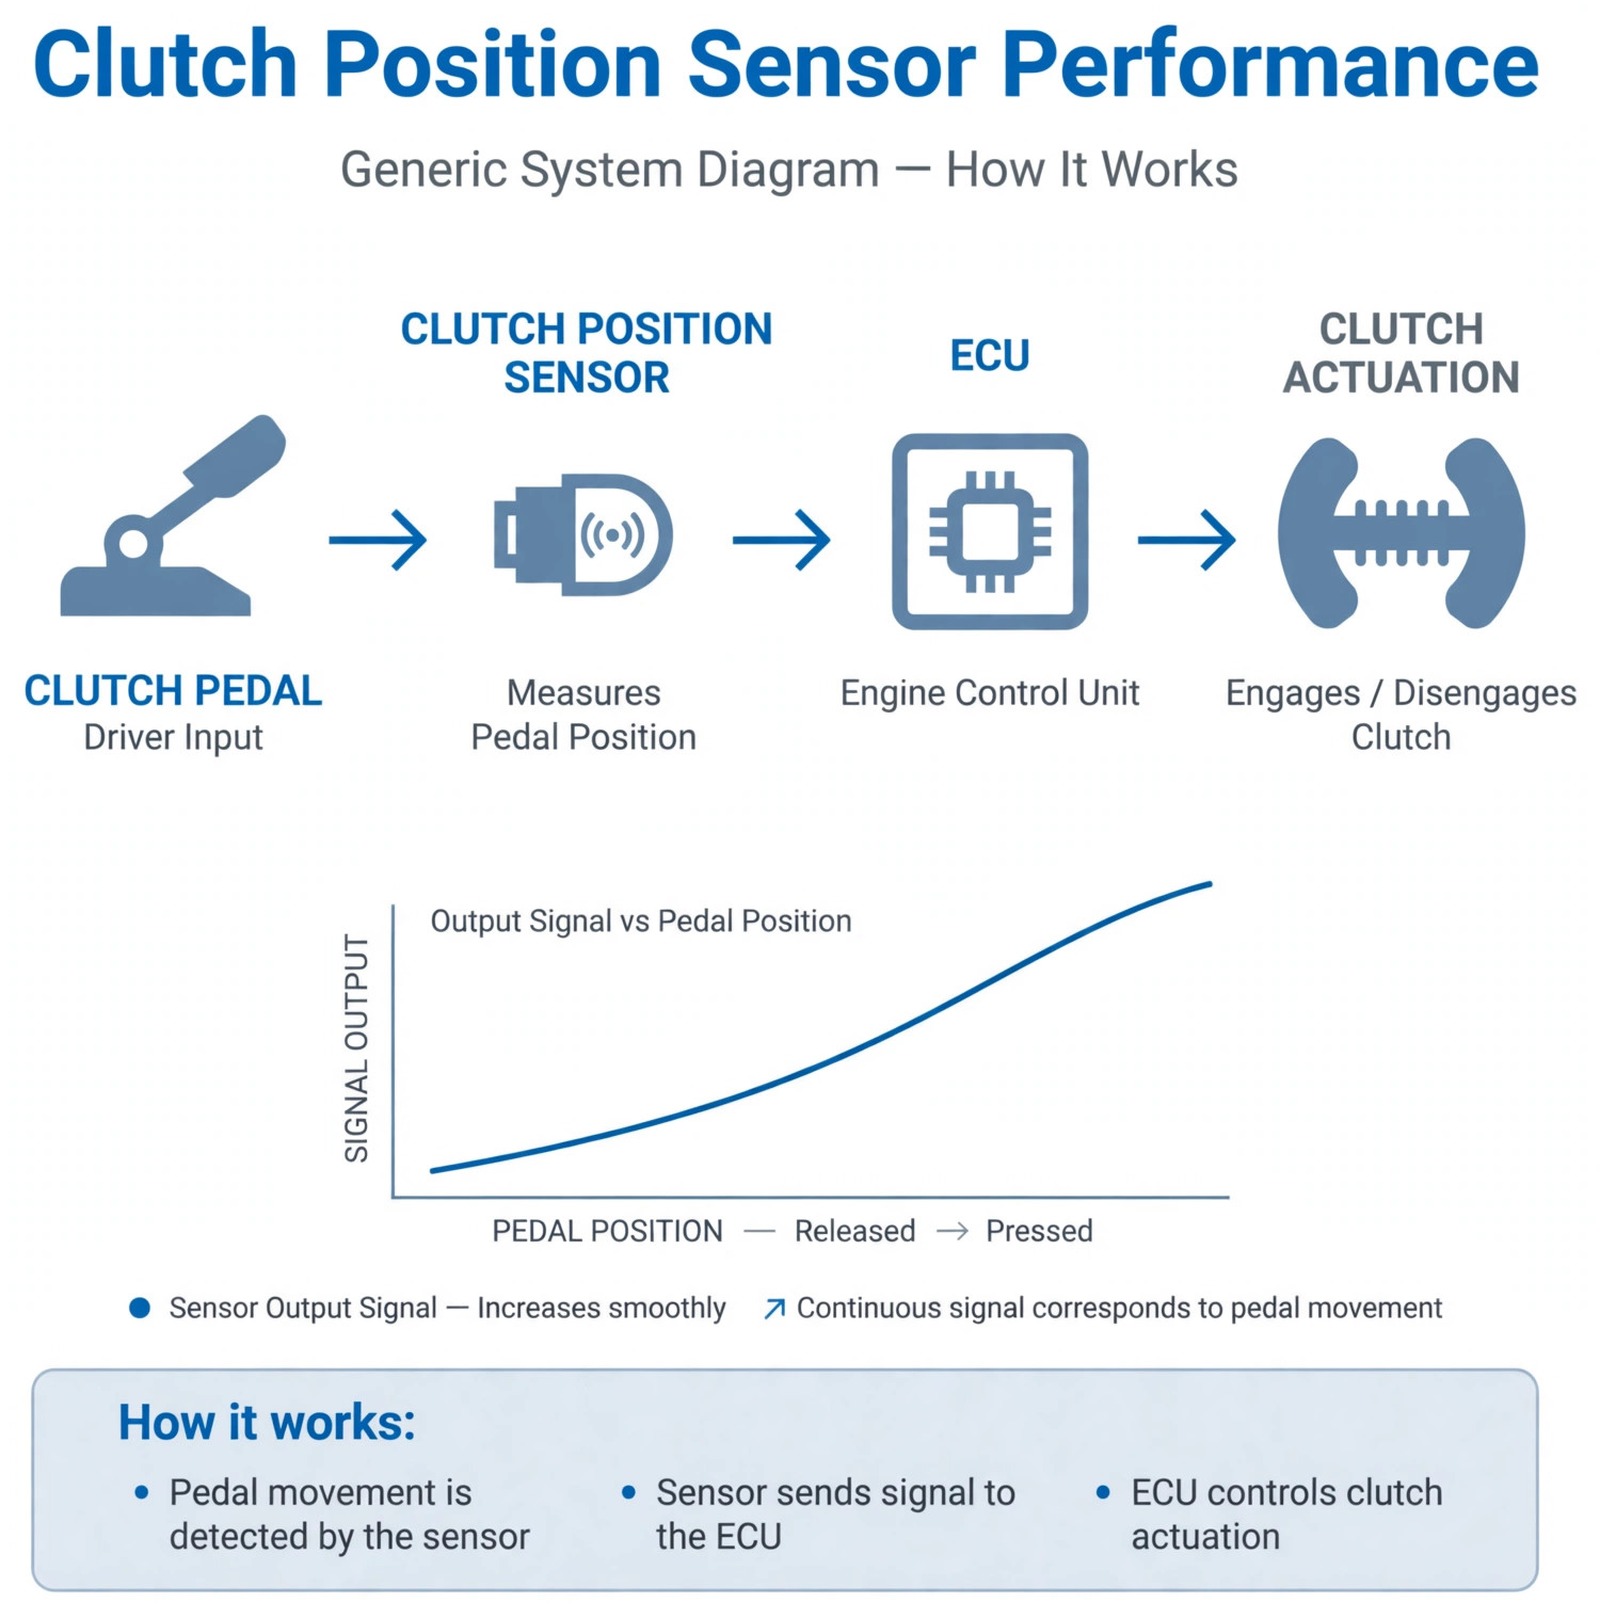 Clutch Position Sensor Performance
Generic System Diagram — How It Works
CLUTCH POSITION
SENSOR
ECU
CLUTCH
ACTUATION
CLUTCH PEDAL
Driver Input
Measures
Pedal Position
Engine Control Unit
Engages / Disengages
Clutch
Output Signal vs Pedal Position
SIGNAL OUTPUT
PEDAL POSITION — Released → Pressed
● Sensor Output Signal — Increases smoothly ↗ Continuous signal corresponds to pedal movement
How it works:
• Pedal movement is
detected by the sensor
• Sensor sends signal to
the ECU
• ECU controls clutch
actuation